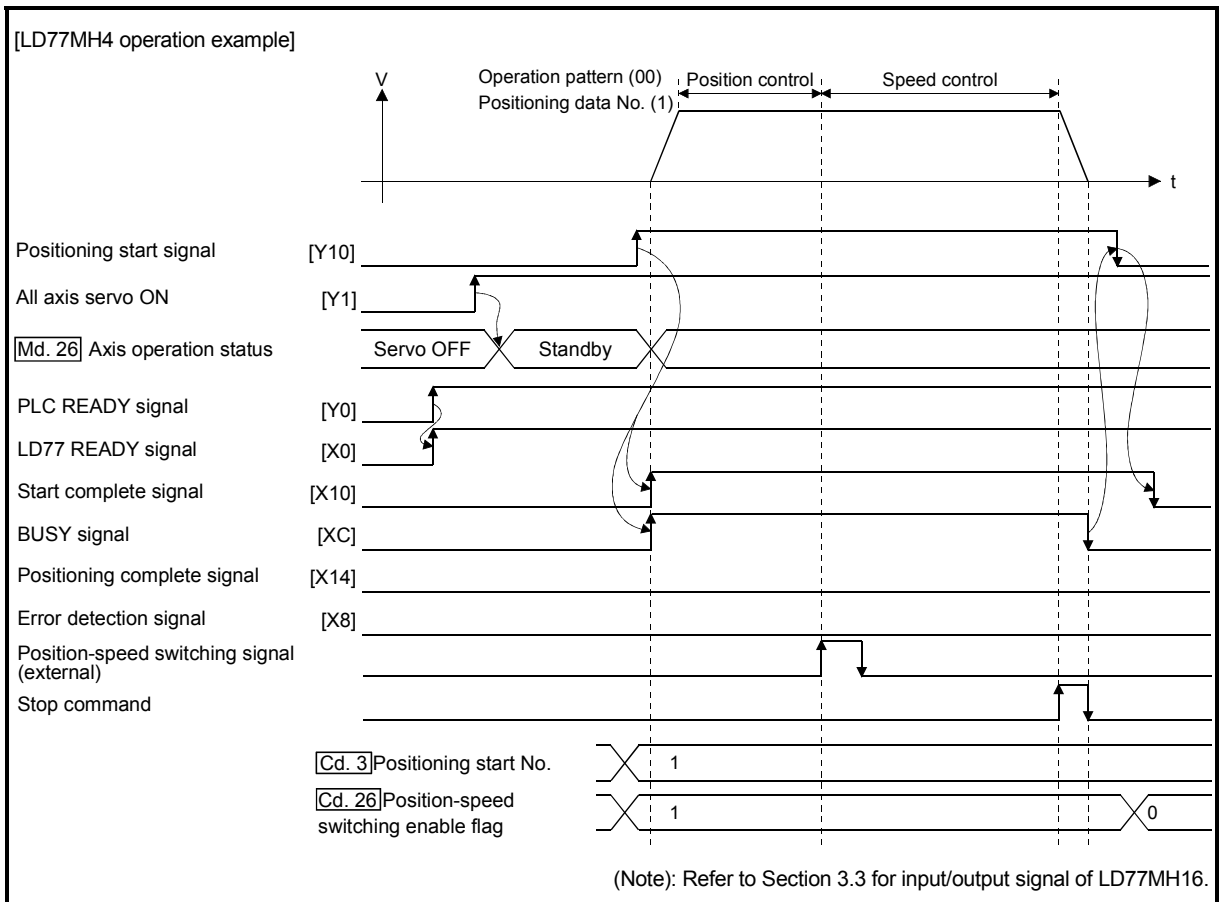 [LD77MH4 operation example]
V
Operation pattern (00)
Position control
Speed control
Positioning data No. (1)
t
Positioning start signal [Y10]
All axis servo ON [Y1]
Md. 26 Axis operation status
Servo OFF
Standby
PLC READY signal [Y0]
LD77 READY signal [X0]
Start complete signal [X10]
BUSY signal [XC]
Positioning complete signal [X14]
Error detection signal [X8]
Position-speed switching signal
(external)
Stop command
Cd. 3 Positioning start No.
1
Cd. 26 Position-speed
switching enable flag
1
0
(Note): Refer to Section 3.3 for input/output signal of LD77MH16.